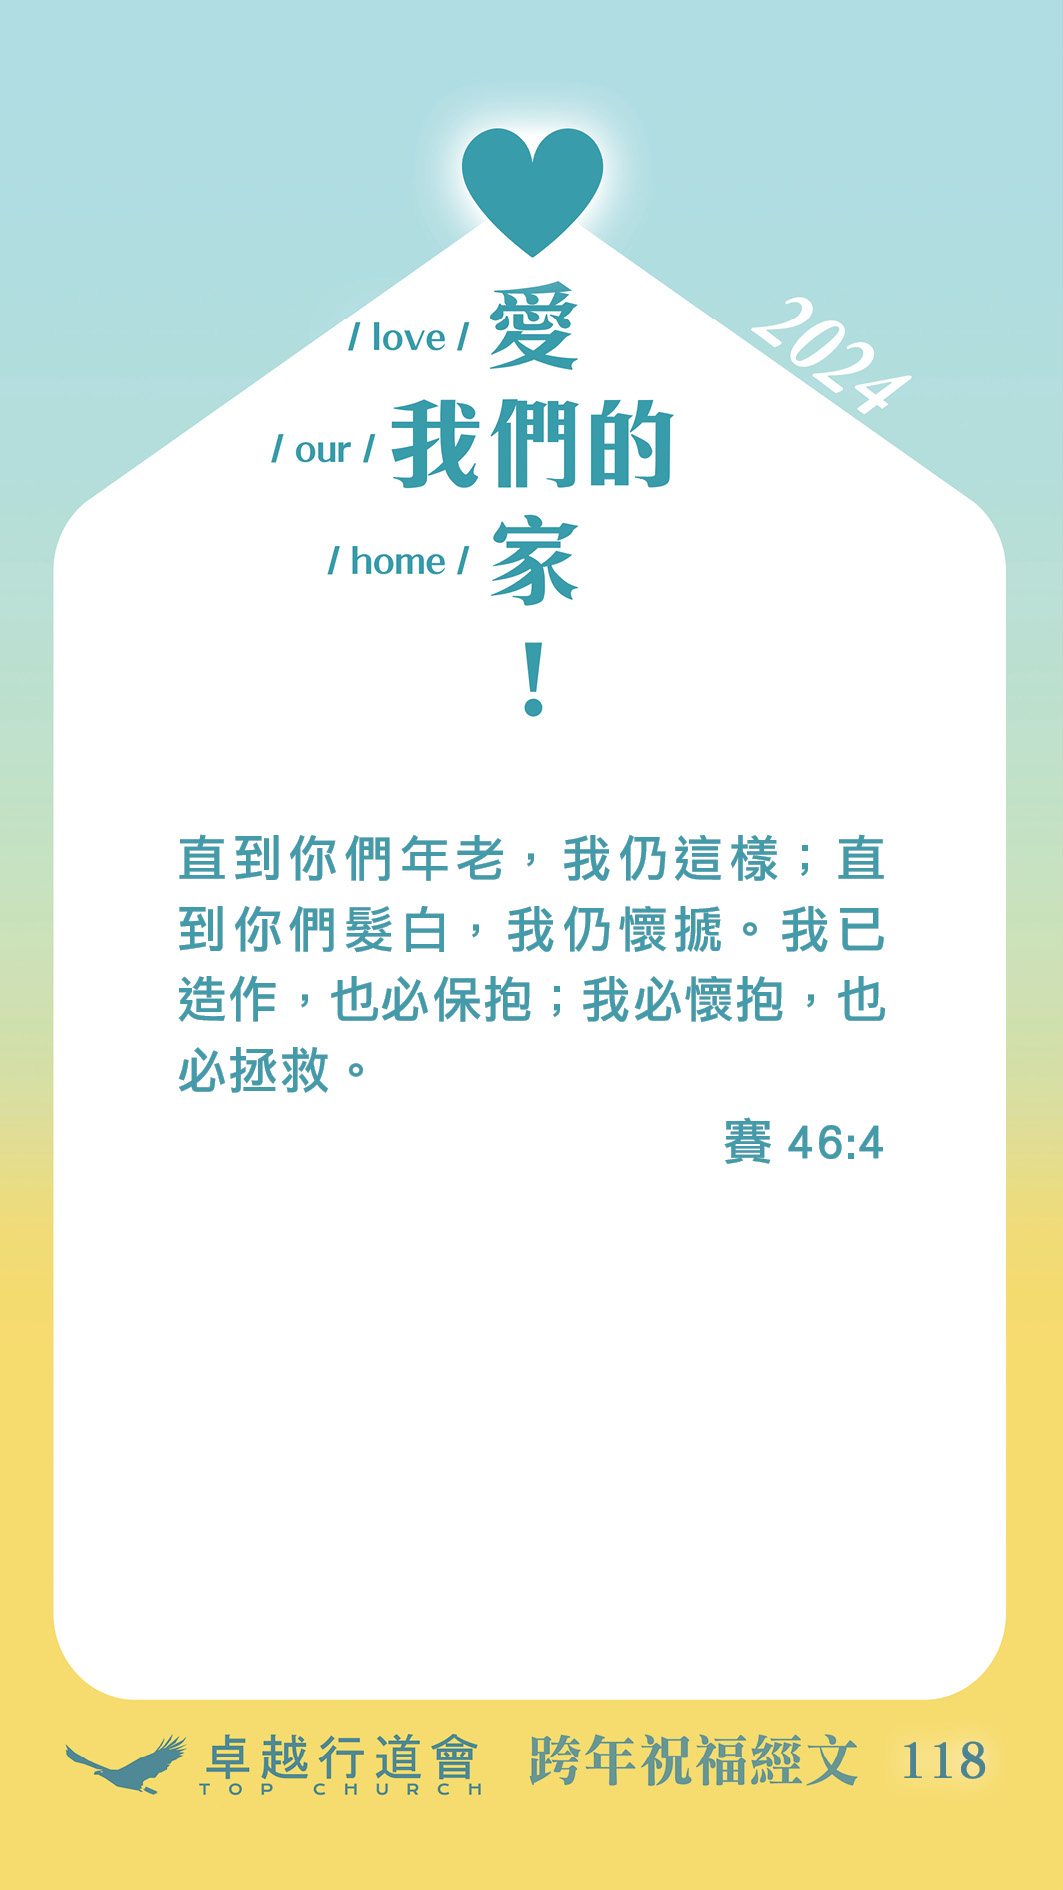 2024
/ love / 愛
/ our / 我們的
/ home / 家
!
直到你們年老，我仍這樣；直
到你們髮白，我仍懷搋。我已
造作，也必保抱；我必懷抱，也
必拯救。
賽 46:4
卓越行道會
TOP CHURCH
跨年祝福經文 118